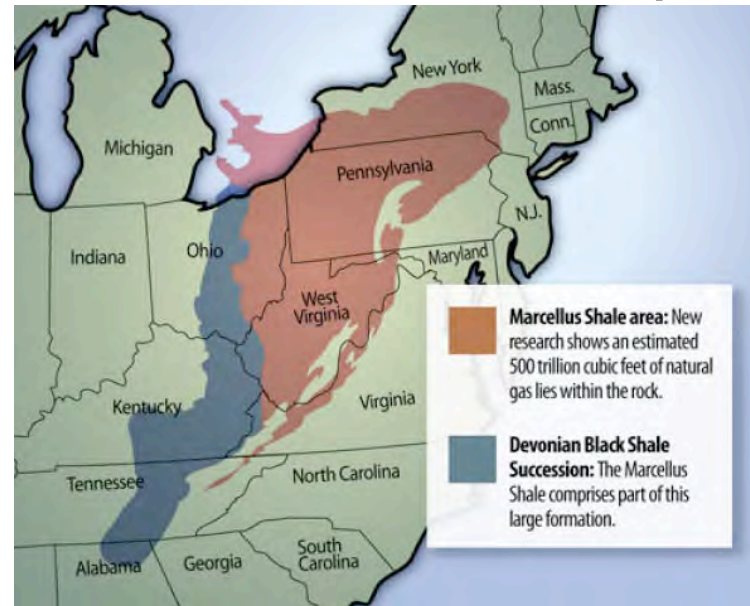 New York
Mass.
Conn.
Michigan
Pennsylvania
N.J.
Indiana
Ohio
Maryland
West
Virginia
Marcellus Shale area: New
research shows an estimated
500 trillion cubic feet of natural
gas lies within the rock.
Kentucky
Virginia
Devonian Black Shale
Succession: The Marcellus
Shale comprises part of this
large formation.
Tennessee
North Carolina
Alabama
Georgia
South
Carolina